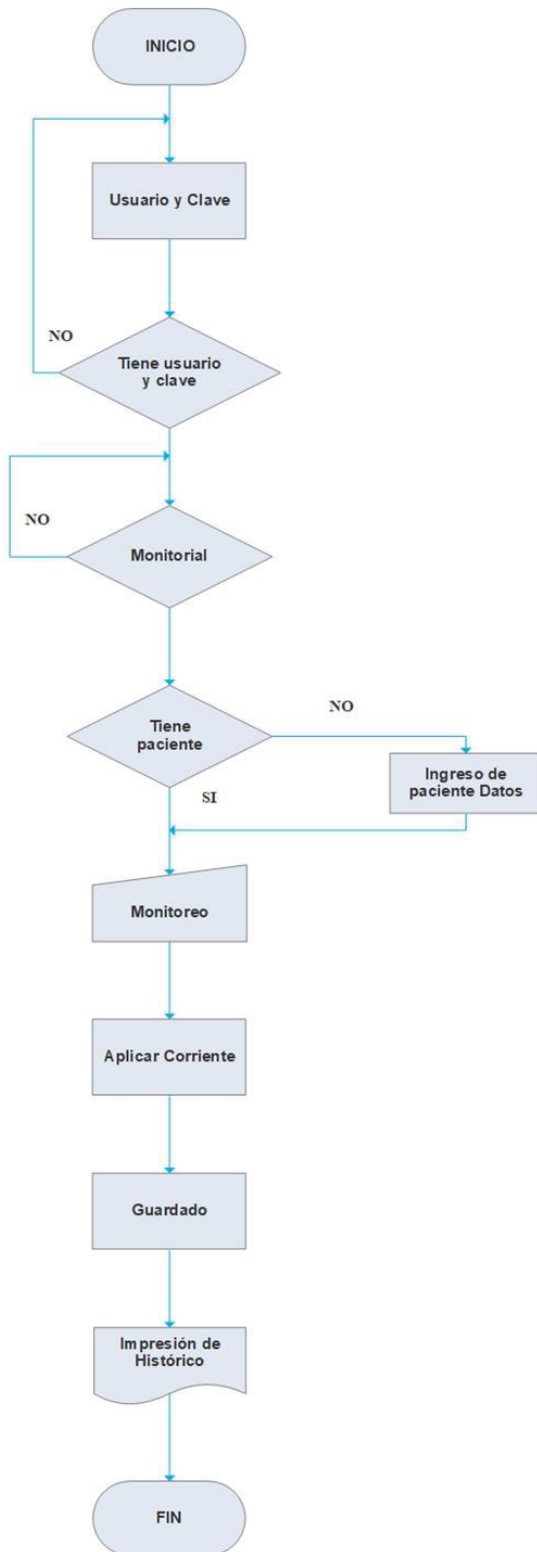 INICIO
Usuario y Clave
NO
Tiene usuario
y clave
NO
Monitorial
Tiene
paciente
NO
Ingreso de
paciente Datos
SI
Monitoreo
Aplicar Corriente
Guardado
Impresión de
Histórico
FIN